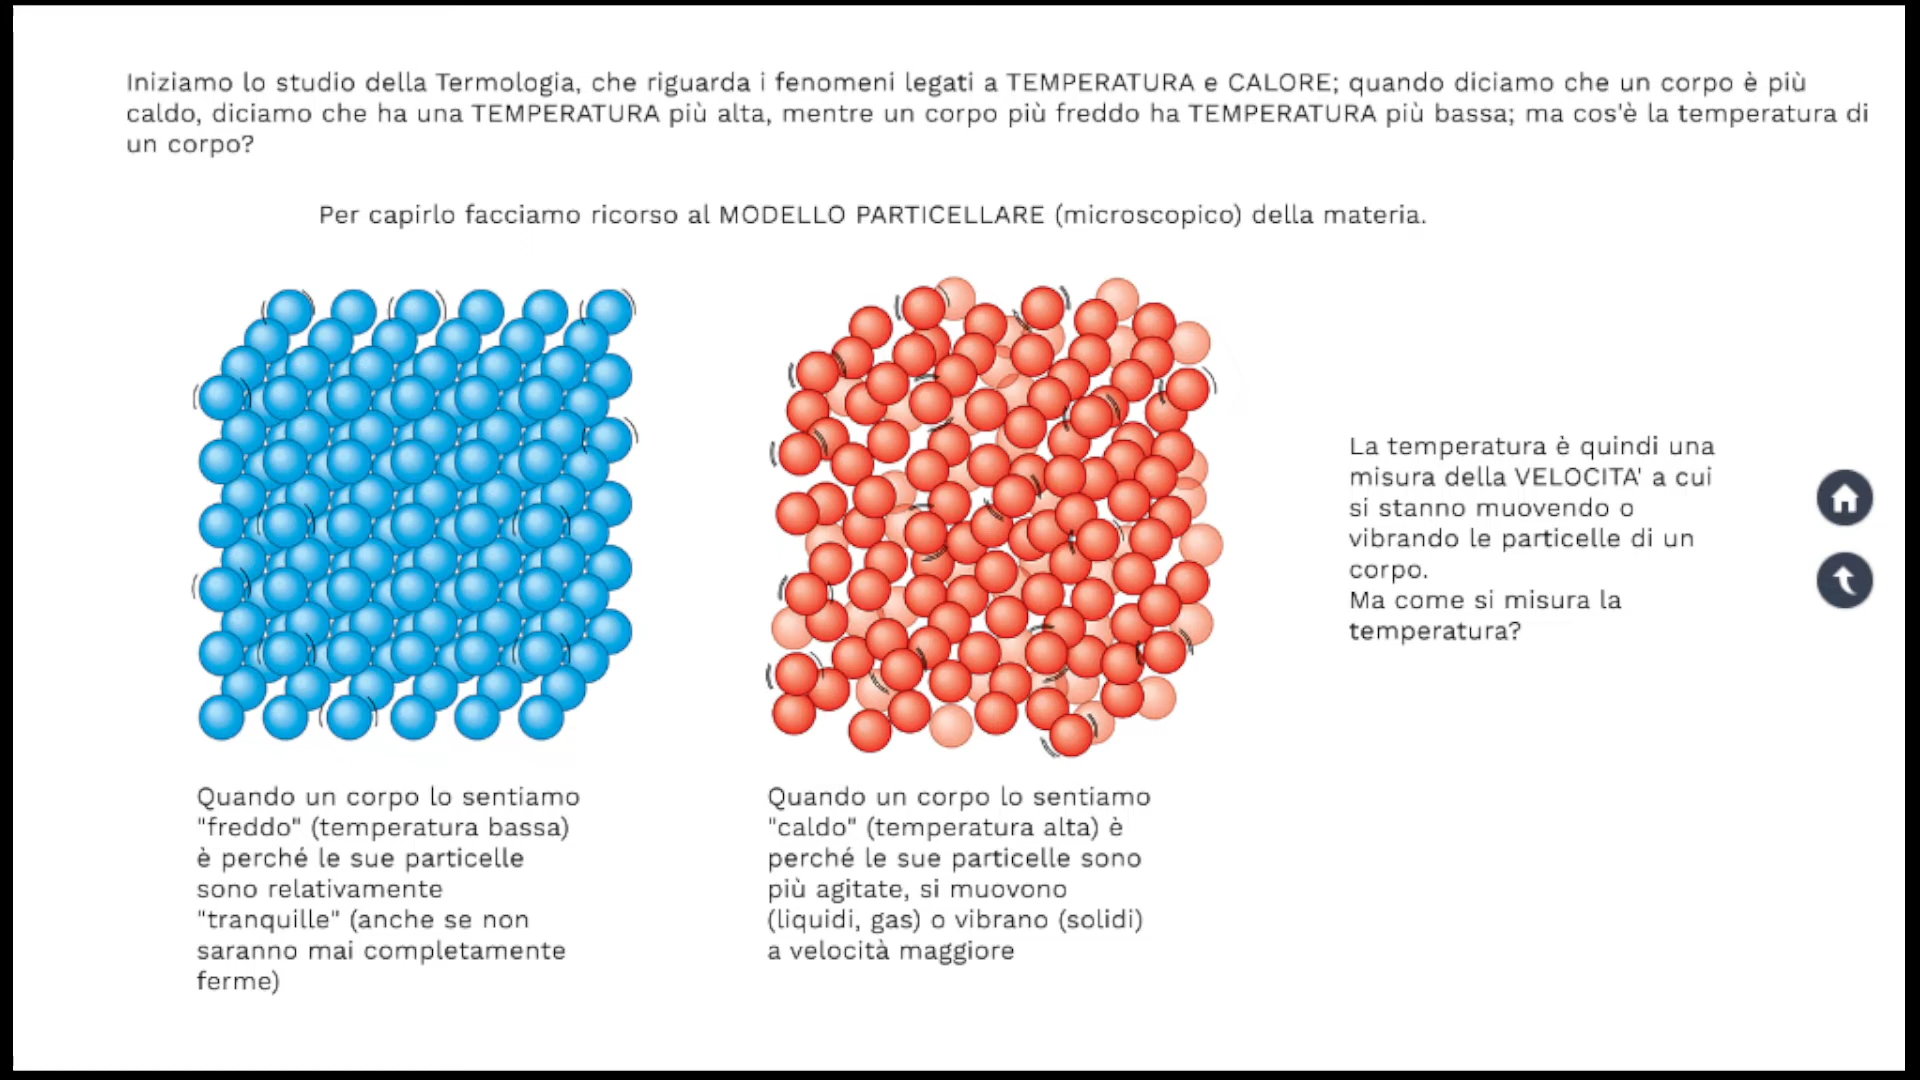 Iniziamo lo studio della Termologia, che riguarda i fenomeni legati a TEMPERATURA e CALORE; quando diciamo che un corpo è più
caldo, diciamo che ha una TEMPERATURA più alta, mentre un corpo più freddo ha TEMPERATURA più bassa; ma cos'è la temperatura di
un corpo?
Per capirlo facciamo ricorso al MODELLO PARTICELLARE (microscopico) della materia.
Quando un corpo lo sentiamo
"freddo" (temperatura bassa)
è perché le sue particelle
sono relativamente
"tranquille" (anche se non
saranno mai completamente
ferme)
Quando un corpo lo sentiamo
"caldo" (temperatura alta) è
perché le sue particelle sono
più agitate, si muovono
(liquidi, gas) o vibrano (solidi)
a velocità maggiore
La temperatura è quindi una
misura della VELOCITA' a cui
si stanno muovendo o
vibrando le particelle di un
corpo.
Ma come si misura la
temperatura?